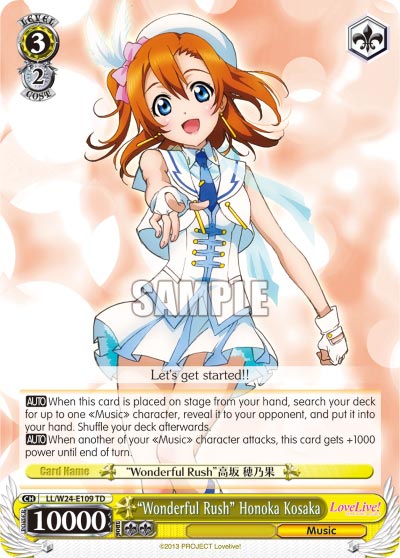 LEVEL
3
2
COST
SAMPLE
Let's get started!!
AUTO When this card is placed on stage from your hand, search your deck
for up to one «Music» character, reveal it to your opponent, and put it into
your hand. Shuffle your deck afterwards.
AUTO When another of your «Music» character attacks, this card gets +1000
power until end of turn.
Card Name
"Wonderful Rush"高坂 穂乃果
CH LL/W24-E109 TD
POWER
10000
SIDE
"Wonderful Rush" Honoka Kosaka
LoveLive!
Music
©2013 PROJECT Lovelive!